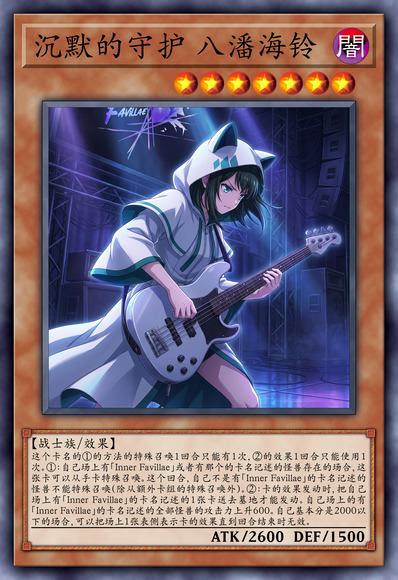 沉默的守护 八潘海铃
闇
FAVILLAE
【战士族/效果】
这个卡名的①的方法的特殊召唤1回合只能有1次，②的效果1回合只能使用1
次。①：自己场上有「Inner Favillae」或者有那个的卡名记述的怪兽存在的场合，这
张卡可以从手卡特殊召唤。这个回合，自己不是有「Inner Favillae」的卡名记述的
怪兽不能特殊召唤（除从额外卡组的特殊召唤外）。②：卡的效果发动时，把自己
场上有「Inner Favillae」的卡名记述的1张卡送去墓地才能发动。自己场上的有
「Inner Favillae」的卡名记述的全部怪兽的攻击力上升600。自己基本分是2000以
下的场合，可以把场上1张表侧表示卡的效果直到回合结束时无效。
ATK/2600 DEF/1500